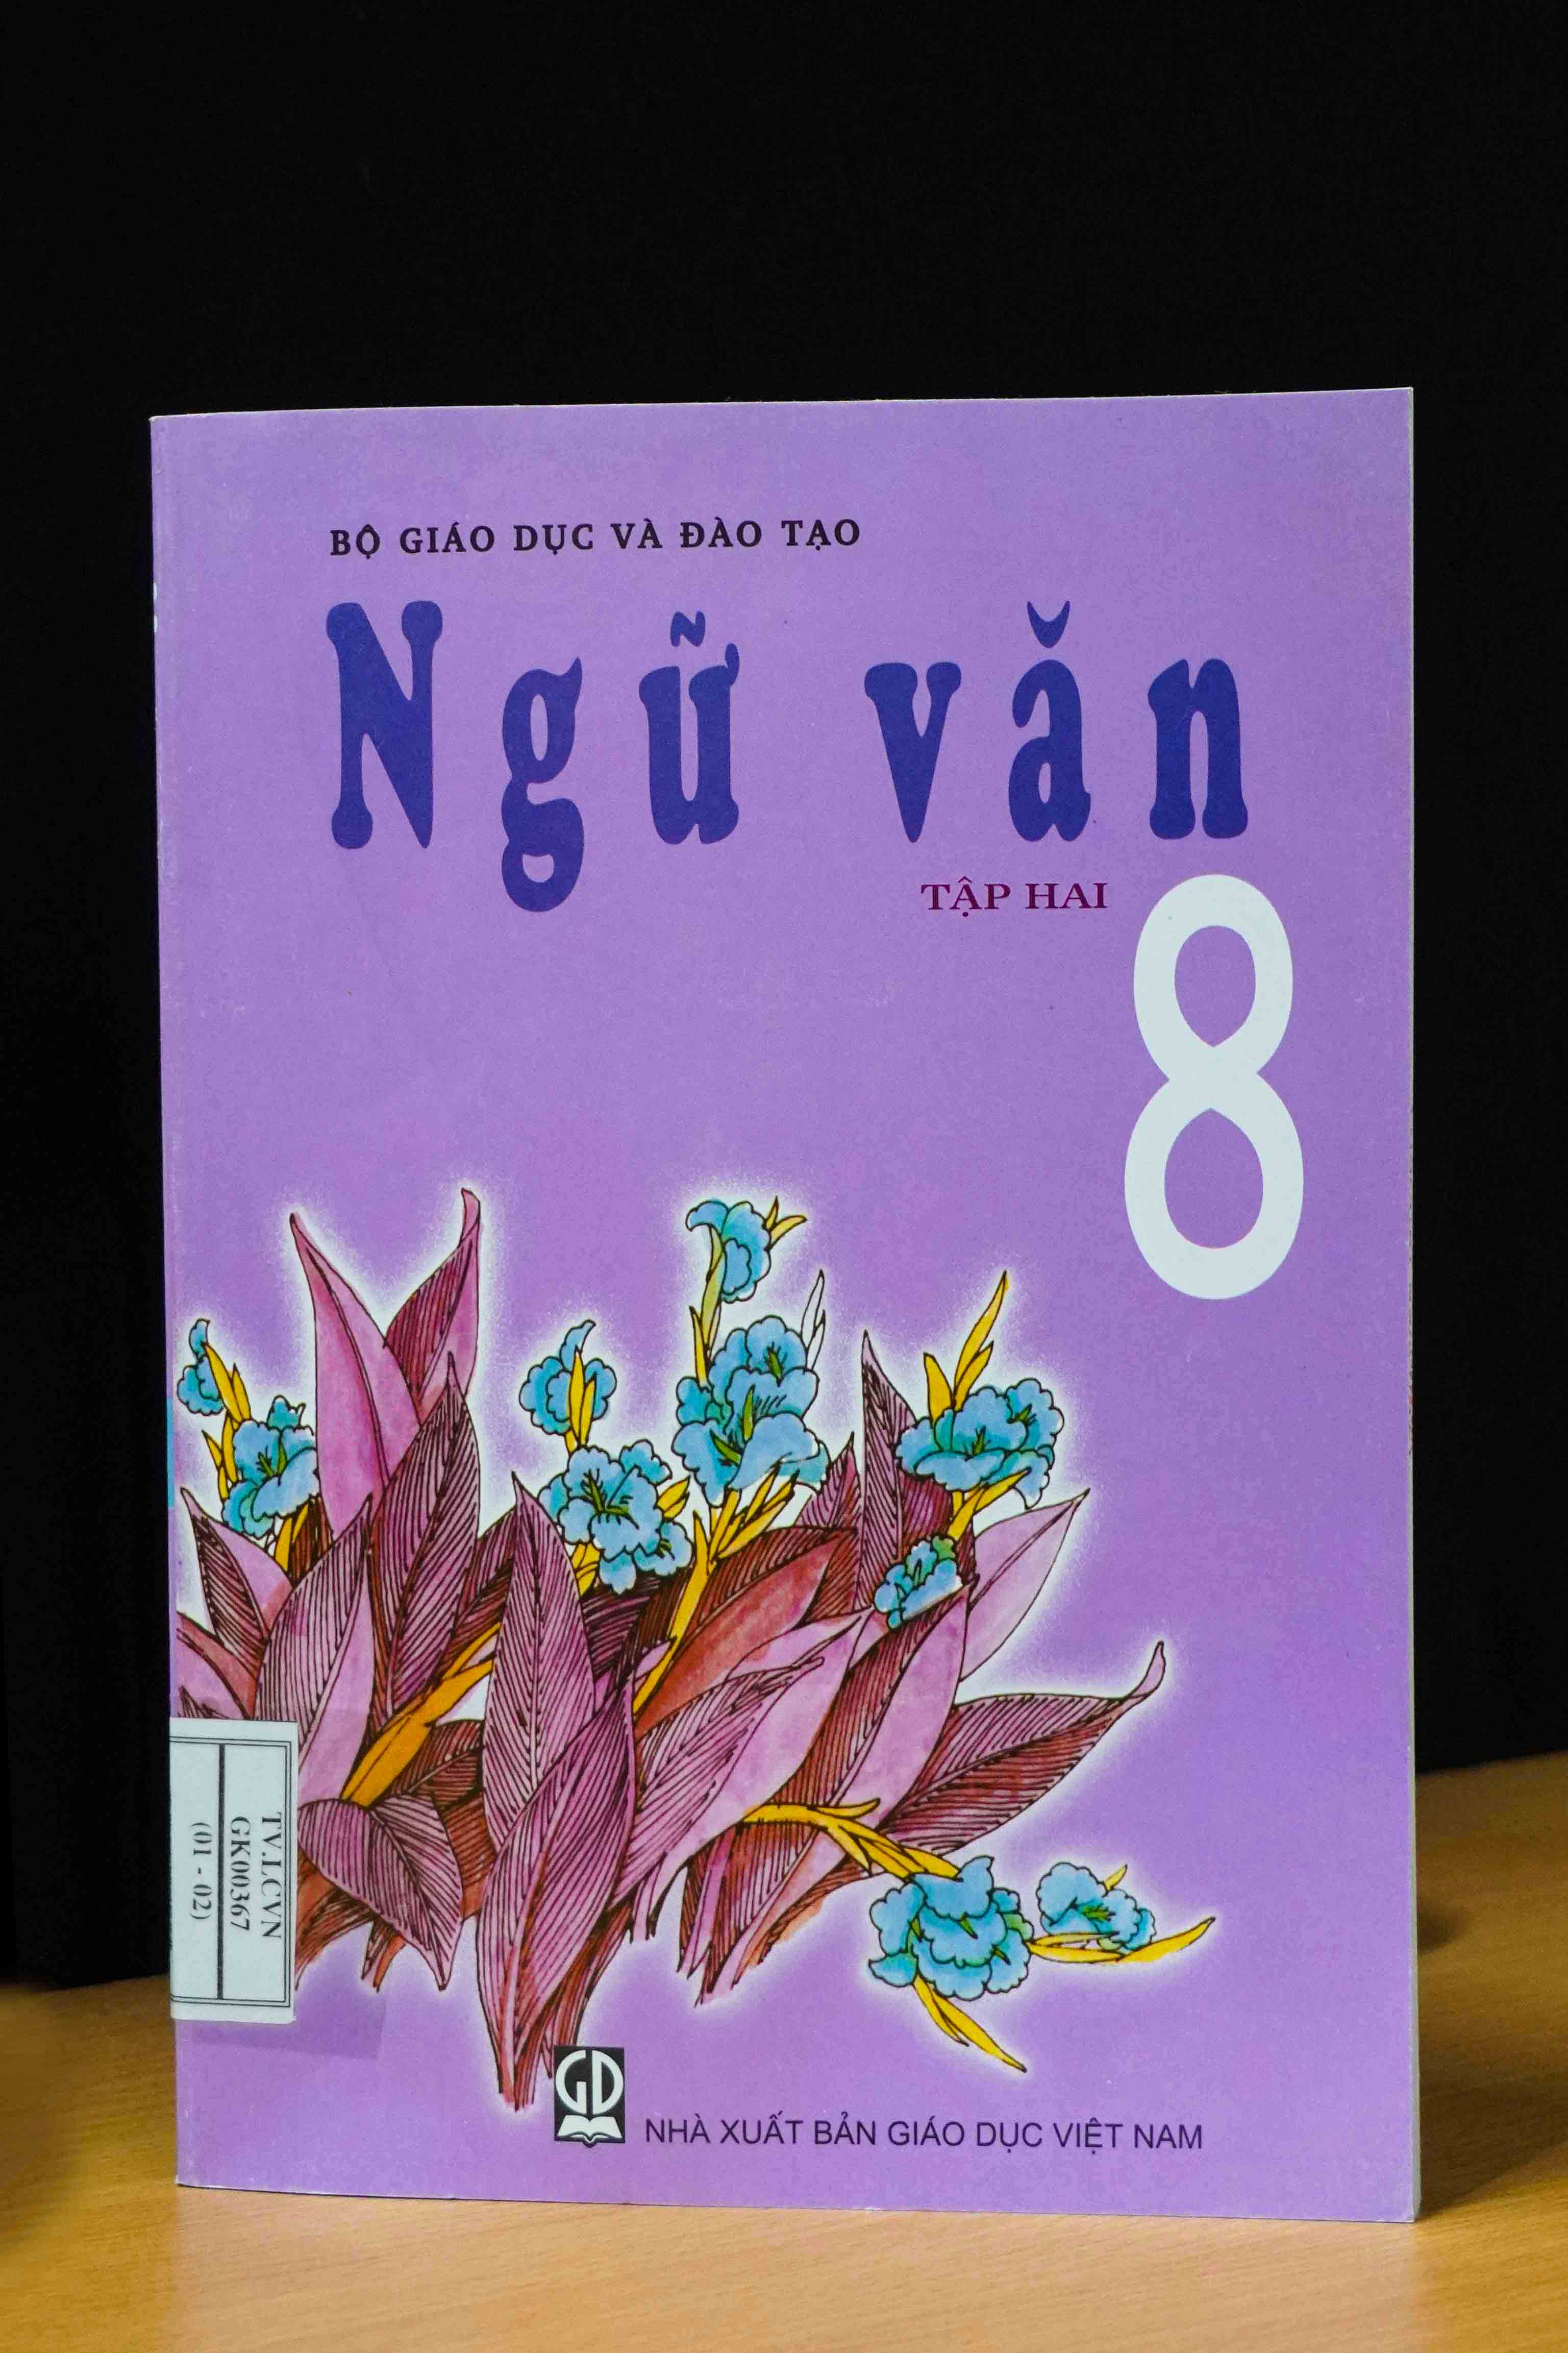 BỘ GIÁO DỤC VÀ ĐÀO TẠO
Ngữ văn
TẬP HAI
8
TV.LCVN
GK00367
(01 - 02)
GD
NHÀ XUẤT BẢN GIÁO DỤC VIỆT NAM